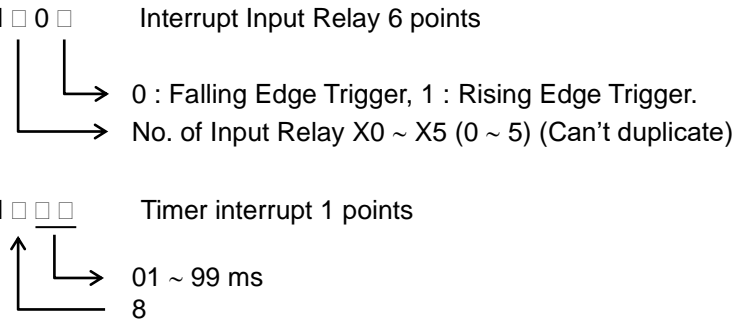 I □ 0 □ Interrupt Input Relay 6 points
0 : Falling Edge Trigger, 1 : Rising Edge Trigger.
No. of Input Relay X0 ~ X5 (0 ~ 5) (Can't duplicate)
I □ □ □ Timer interrupt 1 points
01 ~ 99 ms
8